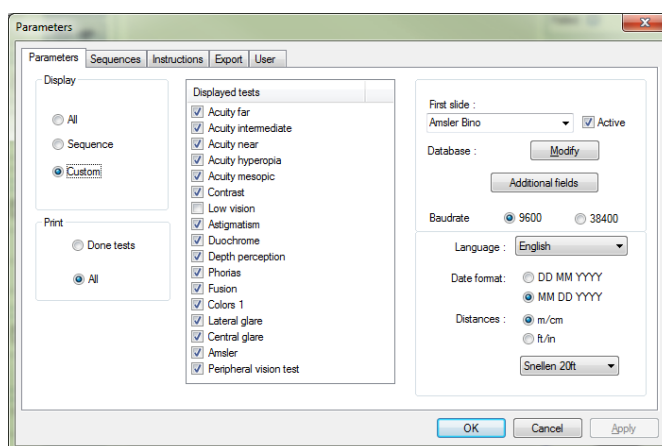 Parameters
Parameters Sequences Instructions Export User
Display
All
Sequence
Custom
Print
Done tests
All
Displayed tests
Acuity far
Acuity intermediate
Acuity near
Acuity hyperopia
Acuity mesopic
Contrast
Low vision
Astigmatism
Duochrome
Depth perception
Phorias
Fusion
Colors 1
Lateral glare
Central glare
Amsler
Peripheral vision test
First slide :
Amsler Bino Active
Database : Modify
Additional fields
Baudrate 9600 38400
Language : English
Date format: DD MM YYYY
MM DD YYYY
Distances : m/cm
ft/in
Snellen 20ft
OK Cancel Apply